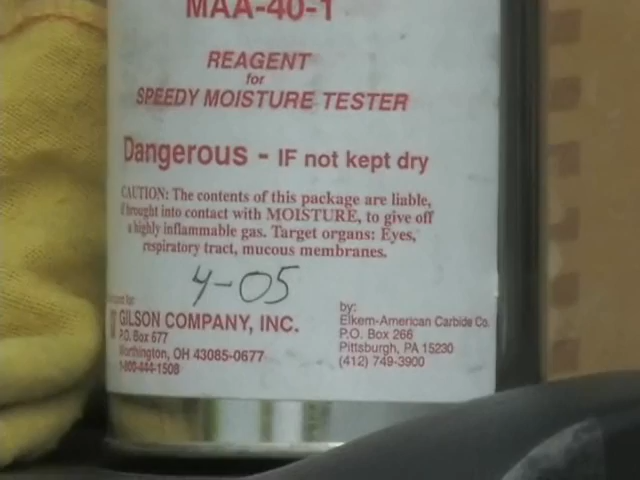 MAA-40-1
REAGENT
for
SPEEDY MOISTURE TESTER
Dangerous - IF not kept dry
CAUTION: The contents of this package are liable,
if brought into contact with MOISTURE, to give off
a highly inflammable gas. Target organs: Eyes,
respiratory tract, mucous membranes.
4-05
for:
GILSON COMPANY, INC.
P.O. Box 677
Worthington, OH 43085-0677
1-800-444-1508
by:
Elkem-American Carbide Co.
P.O. Box 266
Pittsburgh, PA 15230
(412) 749-3900